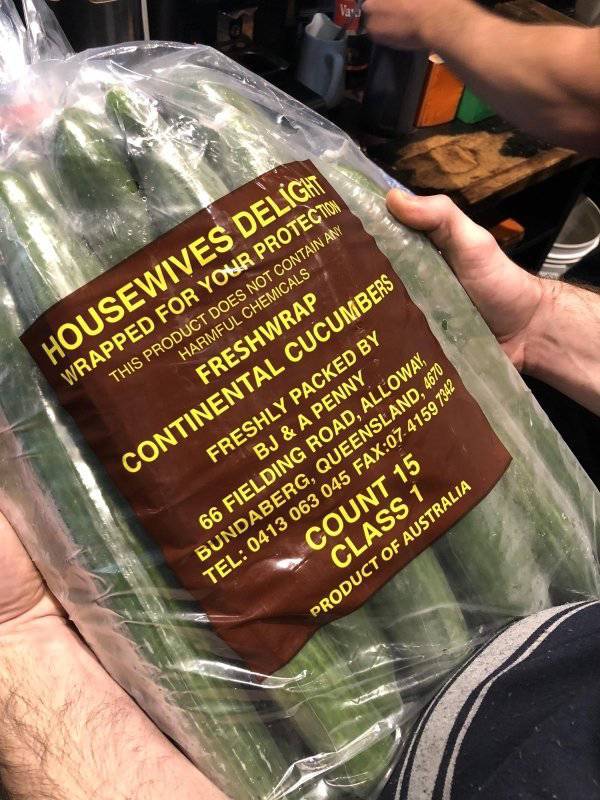 HOUSEWIVES DELIGHT
WRAPPED FOR YOUR PROTECTION
THIS PRODUCT DOES NOT CONTAIN ANY
HARMFUL CHEMICALS
FRESHWRAP
CONTINENTAL CUCUMBERS
FRESHLY PACKED BY
BJ & A PENNY
66 FIELDING ROAD, ALLOWAY,
BUNDABERG, QUEENSLAND, 4670
TEL: 0413 063 045 FAX:07-4159 7342
COUNT 15
CLASS 1
PRODUCT OF AUSTRALIA